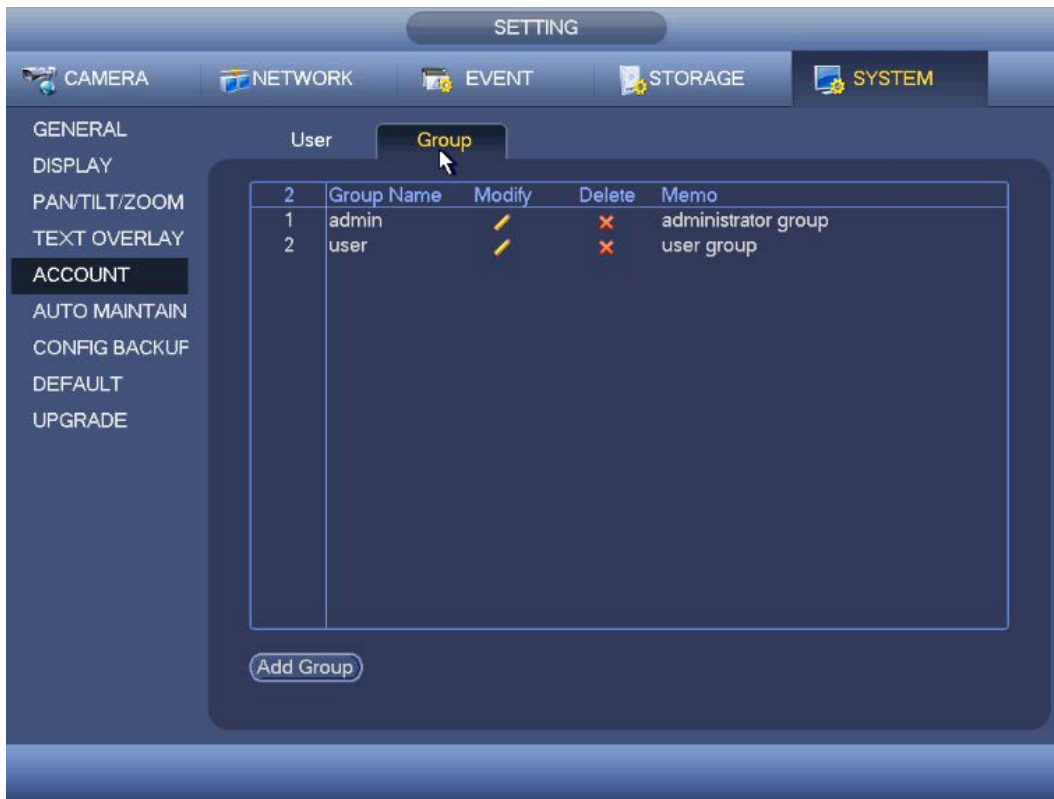 SETTING
CAMERA NETWORK EVENT STORAGE SYSTEM
GENERAL
DISPLAY
PAN/TILT/ZOOM
TEXT OVERLAY
ACCOUNT
AUTO MAINTAIN
CONFIG BACKUF
DEFAULT
UPGRADE
User Group
2 Group Name Modify Delete Memo
1 admin administrator group
2 user user group
Add Group